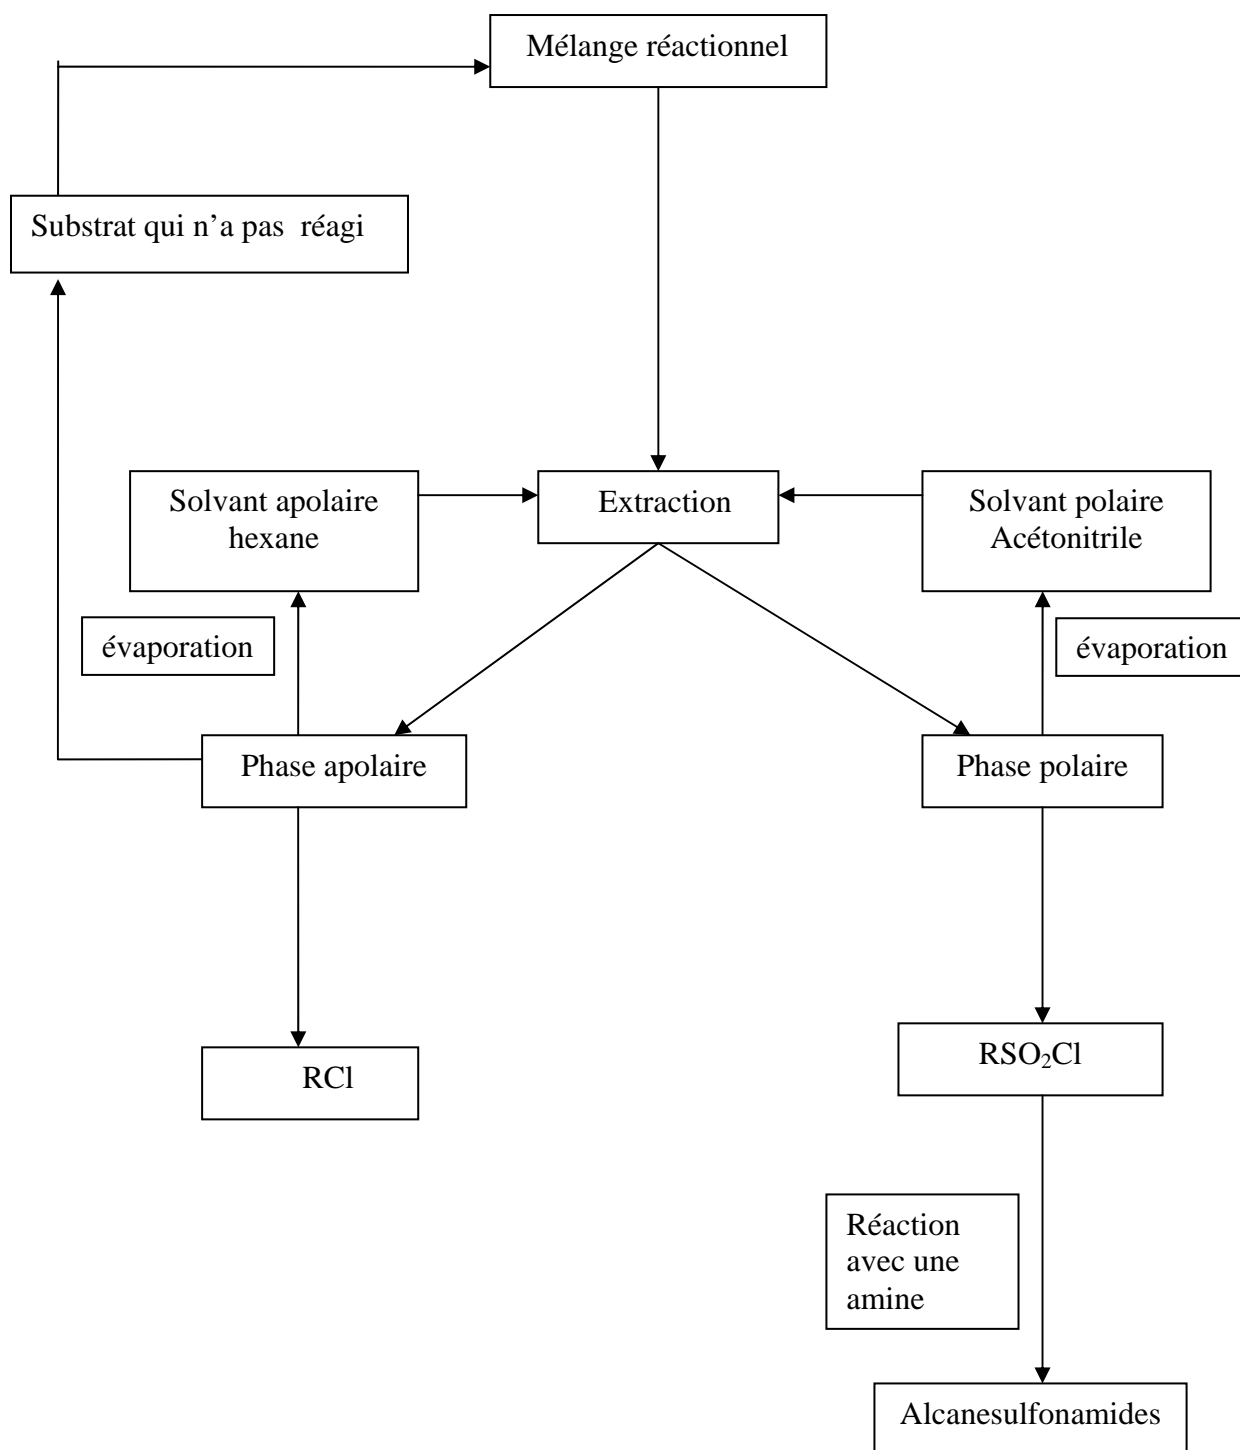 Mélange réactionnel
Substrat qui n’a pas réagi
Solvant apolaire
hexane
Extraction
Solvant polaire
Acétonitrile
évaporation
évaporation
Phase apolaire
Phase polaire
RCl
RSO₂Cl
Réaction
avec une
amine
Alcanesulfonamides